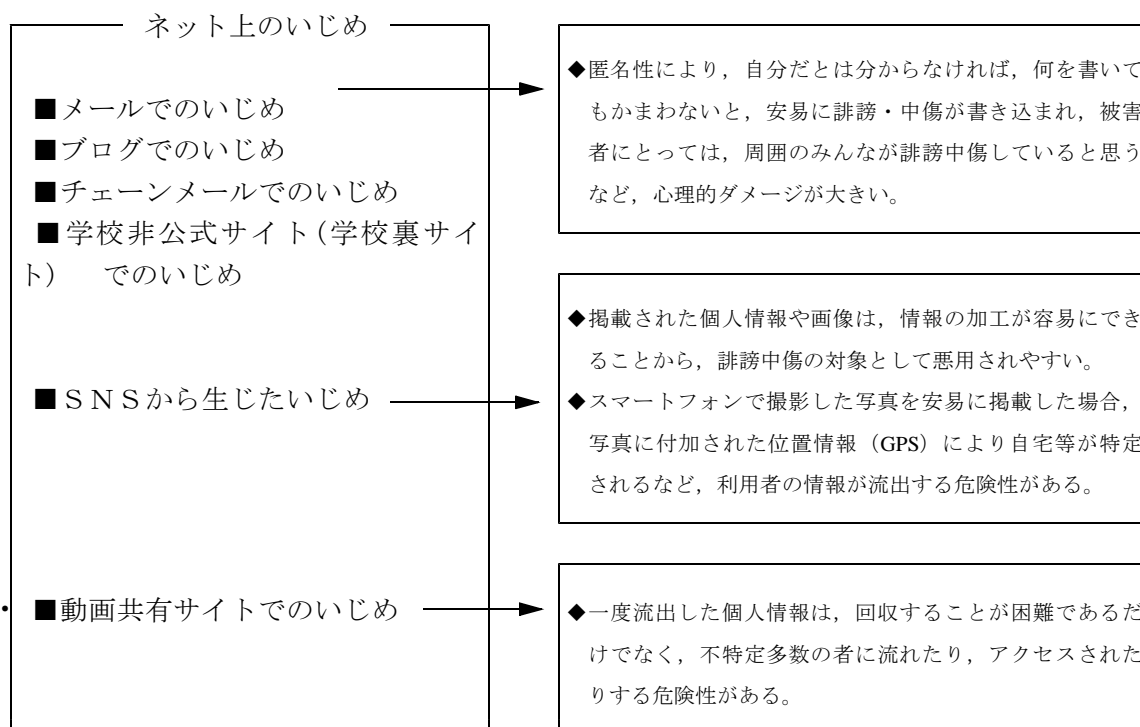 ネット上のいじめ
■メールでのいじめ
■ブログでのいじめ
■チェーンメールでのいじめ
■学校非公式サイト(学校裏サイ
ト)　でのいじめ
■ＳＮＳから生じたいじめ
・ ■動画共有サイトでのいじめ
◆匿名性により，自分だとは分からなければ，何を書いて
もかまわないと，安易に誹謗・中傷が書き込まれ，被害
者にとっては，周囲のみんなが誹謗中傷していると思う
など，心理的ダメージが大きい。
◆掲載された個人情報や画像は，情報の加工が容易にでき
ることから，誹謗中傷の対象として悪用されやすい。
◆スマートフォンで撮影した写真を安易に掲載した場合，
写真に付加された位置情報（GPS）により自宅等が特定
されるなど，利用者の情報が流出する危険性がある。
◆一度流出した個人情報は，回収することが困難であるだ
けでなく，不特定多数の者に流れたり，アクセスされた
りする危険性がある。